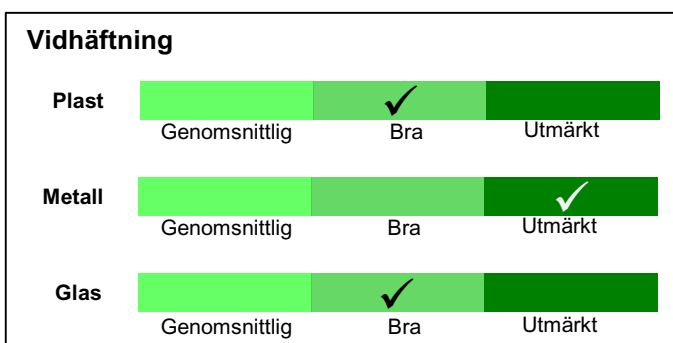 Vidhäftning
Plast
Genomsnittlig Bra Utmärkt
Metall
Genomsnittlig Bra Utmärkt
Glas
Genomsnittlig Bra Utmärkt